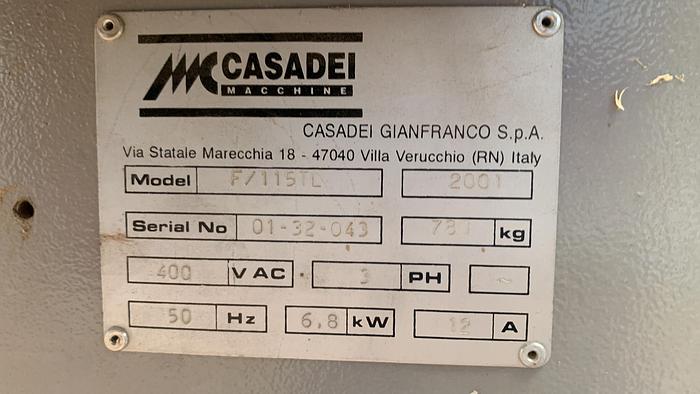 CASADEI
MACCHINE
CASADEI GIANFRANCO S.p.A.
Via Statale Marecchia 18 - 47040 Villa Verucchio (RN) Italy
Model F/115TL 2001
Serial No 01-32-043 kg
400 V AC 3 PH -
50 Hz 6,8 kW 12 A